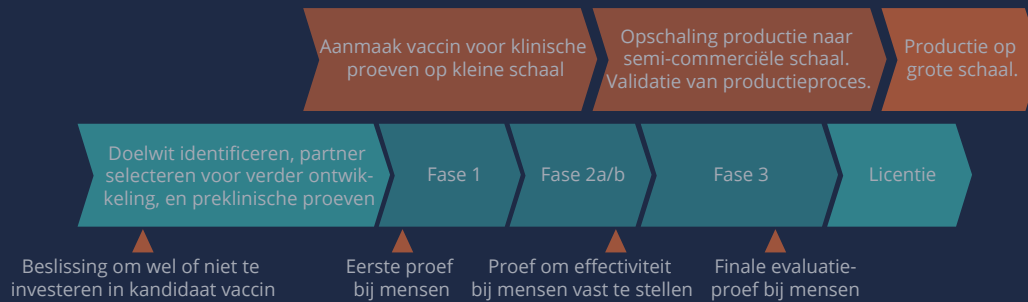 Aanmaak vaccin voor klinische
proeven op kleine schaal
Opschaling productie naar
semi-commerciële schaal.
Validatie van productieproces.
Productie op
grote schaal.
Doelwit identificeren, partner
selecteren voor verder ontwik-
keling, en preklinische proeven
Fase 1
Fase 2a/b
Fase 3
Licentie
Beslissing om wel of niet te
investeren in kandidaat vaccin
Eerste proef
bij mensen
Proef om effectiviteit
bij mensen vast te stellen
Finale evaluatie-
proef bij mensen